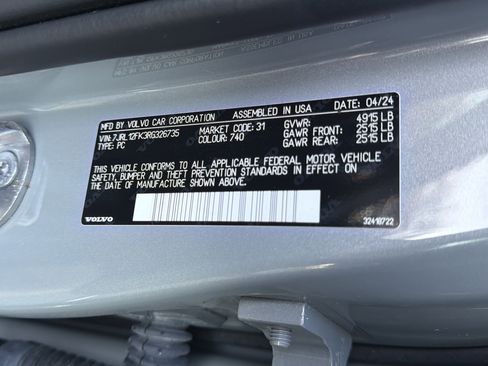 MFD BY VOLVO CAR CORPORATION ASSEMBLED IN USA DATE: 04/24
VIN: 7JRL12FK3RG326735 MARKET CODE: 31 GVWR: 4915 LB
TYPE: PC COLOUR: 740 GAWR FRONT: 2515 LB
GAWR REAR: 2515 LB
THIS VEHICLE CONFORMS TO ALL APPLICABLE FEDERAL MOTOR VEHICLE
SAFETY, BUMPER AND THEFT PREVENTION STANDARDS IN EFFECT ON
THE DATE OF MANUFACTURE SHOWN ABOVE.
VOLVO 32418722